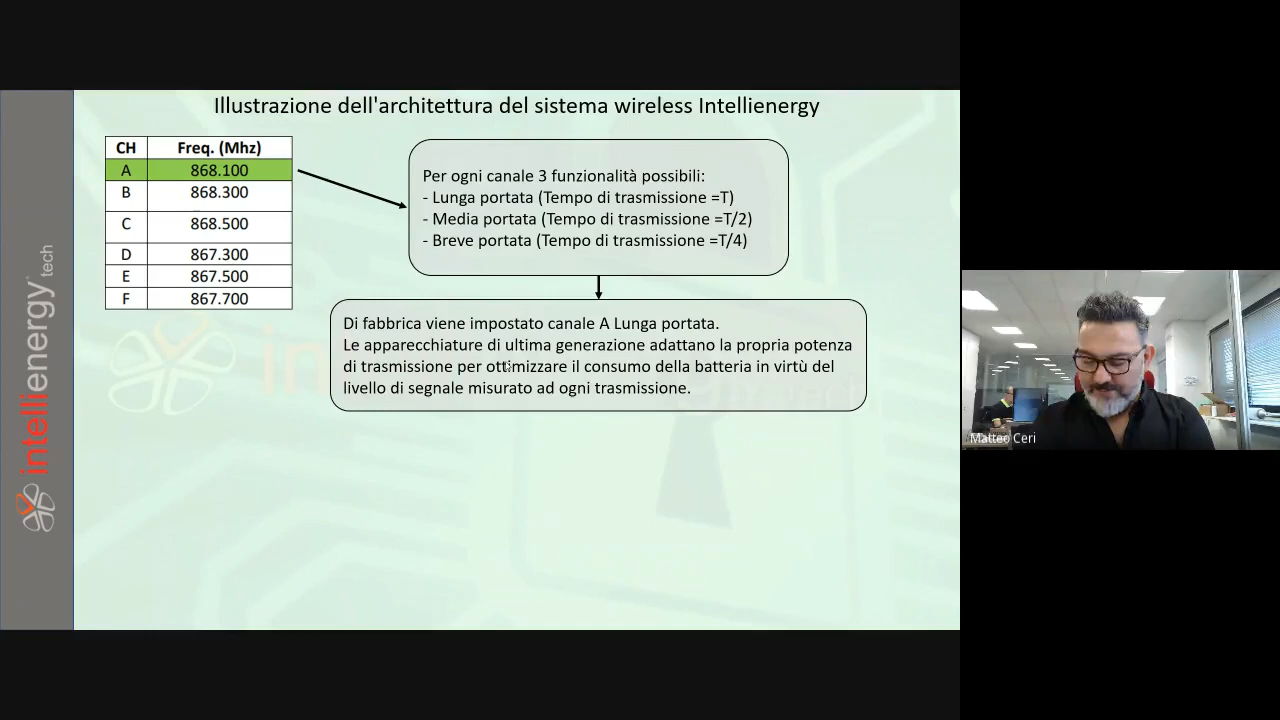 Illustrazione dell'architettura del sistema wireless Intellienergy
CH Freq. (Mhz)
A 868.100
B 868.300
C 868.500
D 867.300
E 867.500
F 867.700
Per ogni canale 3 funzionalità possibili:
- Lunga portata (Tempo di trasmissione =T)
- Media portata (Tempo di trasmissione =T/2)
- Breve portata (Tempo di trasmissione =T/4)
Di fabbrica viene impostato canale A Lunga portata.
Le apparecchiature di ultima generazione adattano la propria potenza
di trasmissione per ottimizzare il consumo della batteria in virtù del
livello di segnale misurato ad ogni trasmissione.
intellienergy tech
Matteo Ceri